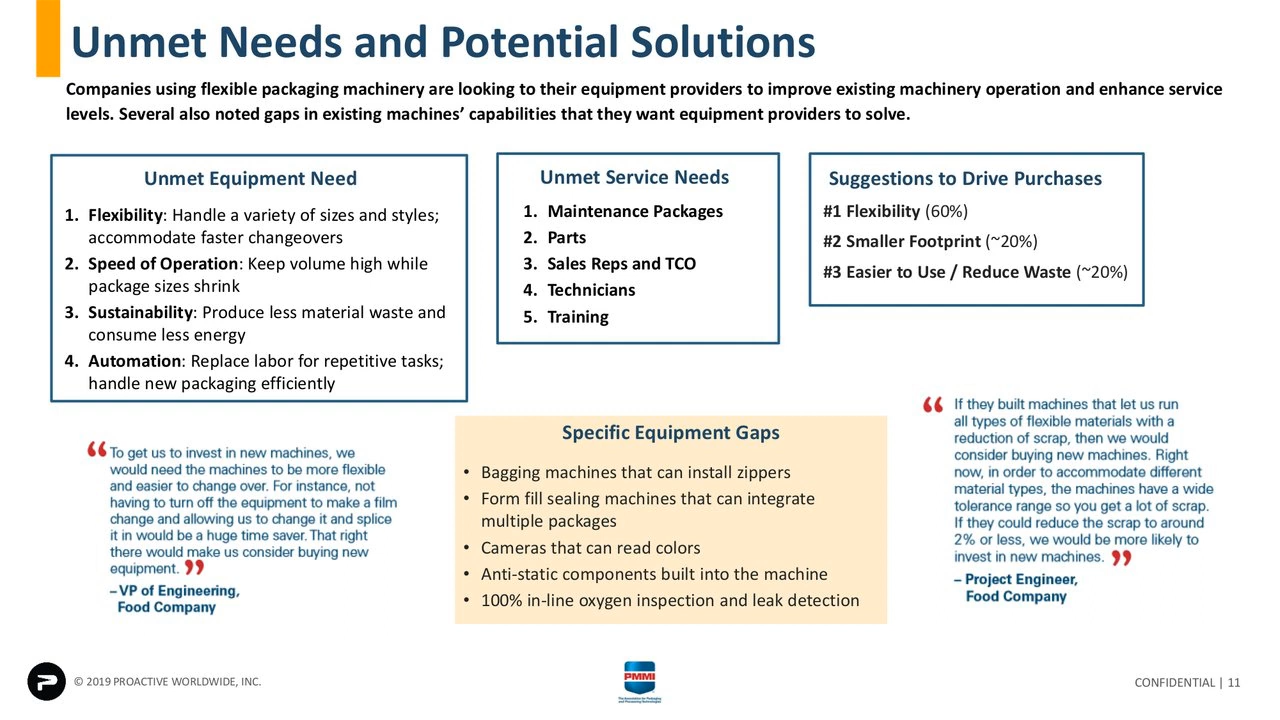 Unmet Needs and Potential Solutions
Companies using flexible packaging machinery are looking to their equipment providers to improve existing machinery operation and enhance service
levels. Several also noted gaps in existing machines’ capabilities that they want equipment providers to solve.
Unmet Equipment Need
1. Flexibility: Handle a variety of sizes and styles;
accommodate faster changeovers
2. Speed of Operation: Keep volume high while
package sizes shrink
3. Sustainability: Produce less material waste and
consume less energy
4. Automation: Replace labor for repetitive tasks;
handle new packaging efficiently
Unmet Service Needs
1. Maintenance Packages
2. Parts
3. Sales Reps and TCO
4. Technicians
5. Training
Suggestions to Drive Purchases
#1 Flexibility (60%)
#2 Smaller Footprint (~20%)
#3 Easier to Use / Reduce Waste (~20%)
“ To get us to invest in new machines, we
would need the machines to be more flexible
and easier to change over. For instance, not
having to turn off the equipment to make a film
change and allowing us to change it and splice
it in would be a huge time saver. That right
there would make us consider buying new
equipment. ”
– VP of Engineering,
Food Company
Specific Equipment Gaps
• Bagging machines that can install zippers
• Form fill sealing machines that can integrate
multiple packages
• Cameras that can read colors
• Anti-static components built into the machine
• 100% in-line oxygen inspection and leak detection
“ If they built machines that let us run
all types of flexible materials with a
reduction of scrap, then we would
consider buying new machines. Right
now, in order to accommodate different
material types, the machines have a wide
tolerance range so you get a lot of scrap.
If they could reduce the scrap to around
2% or less, we would be more likely to
invest in new machines. ”
– Project Engineer,
Food Company
© 2019 PROACTIVE WORLDWIDE, INC.
PMMI
The Association for Packaging
and Processing Technologies
CONFIDENTIAL | 11